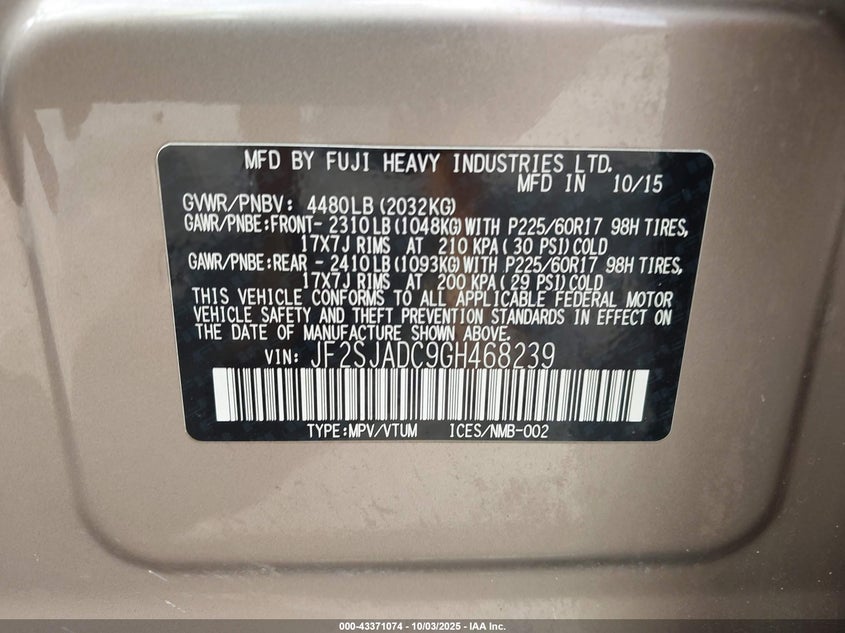 MFD BY FUJI HEAVY INDUSTRIES LTD.
MFD IN 10/15
GVWR/PNBV: 4480LB (2032KG)
GAWR/PNBE:FRONT- 2310LB (1048KG) WITH P225/60R17 98H TIRES,
17X7J RIMS AT 210 KPA ( 30 PSI) COLD
GAWR/PNBE:REAR - 2410LB (1093KG) WITH P225/60R17 98H TIRES,
17X7J RIMS AT 200 KPA ( 29 PSI) COLD
THIS VEHICLE CONFORMS TO ALL APPLICABLE FEDERAL MOTOR
VEHICLE SAFETY AND THEFT PREVENTION STANDARDS IN EFFECT ON
THE DATE OF MANUFACTURE SHOWN ABOVE.
VIN: JF2SJADC9GH468239
TYPE:MPV/VTUM ICES/NMB-002
000-43371074 - 10/03/2025 - IAA Inc.